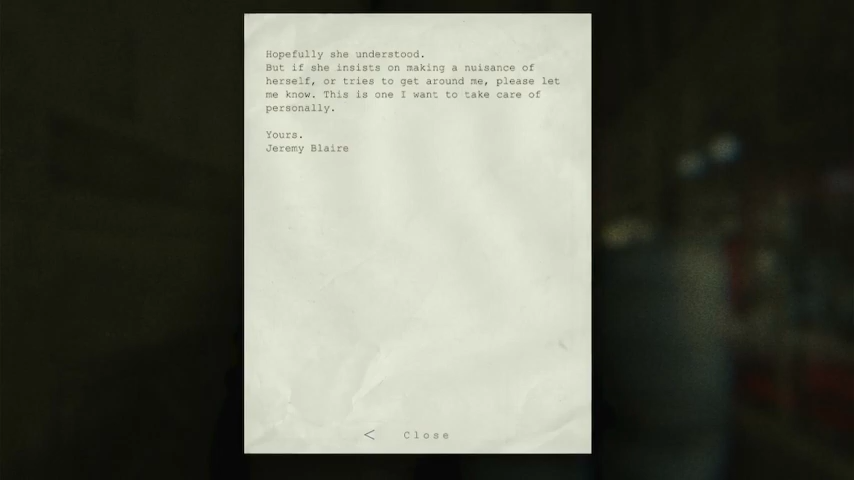 Hopefully she understood.
But if she insists on making a nuisance of
herself, or tries to get around me, please let
me know. This is one I want to take care of
personally.
Yours.
Jeremy Blaire
< Close